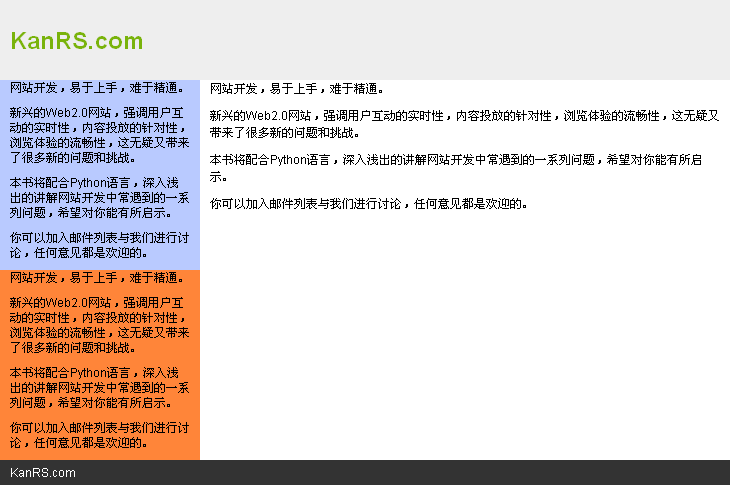 KanRS.com
网站开发，易于上手，难于精通。
新兴的Web2.0网站，强调用户互
动的实时性，内容投放的针对性，
浏览体验的流畅性，这无疑又带来
了很多新的问题和挑战。
本书将配合Python语言，深入浅
出的讲解网站开发中常遇到的一系
列问题，希望对你能有所启示。
你可以加入邮件列表与我们进行讨
论，任何意见都是欢迎的。
网站开发，易于上手，难于精通。
新兴的Web2.0网站，强调用户互
动的实时性，内容投放的针对性，
浏览体验的流畅性，这无疑又带来
了很多新的问题和挑战。
本书将配合Python语言，深入浅
出的讲解网站开发中常遇到的一系
列问题，希望对你能有所启示。
你可以加入邮件列表与我们进行讨
论，任何意见都是欢迎的。
网站开发，易于上手，难于精通。
新兴的Web2.0网站，强调用户互动的实时性，内容投放的针对性，浏览体验的流畅性，这无疑又
带来了很多新的问题和挑战。
本书将配合Python语言，深入浅出的讲解网站开发中常遇到的一系列问题，希望对你能有所启
示。
你可以加入邮件列表与我们进行讨论，任何意见都是欢迎的。
KanRS.com